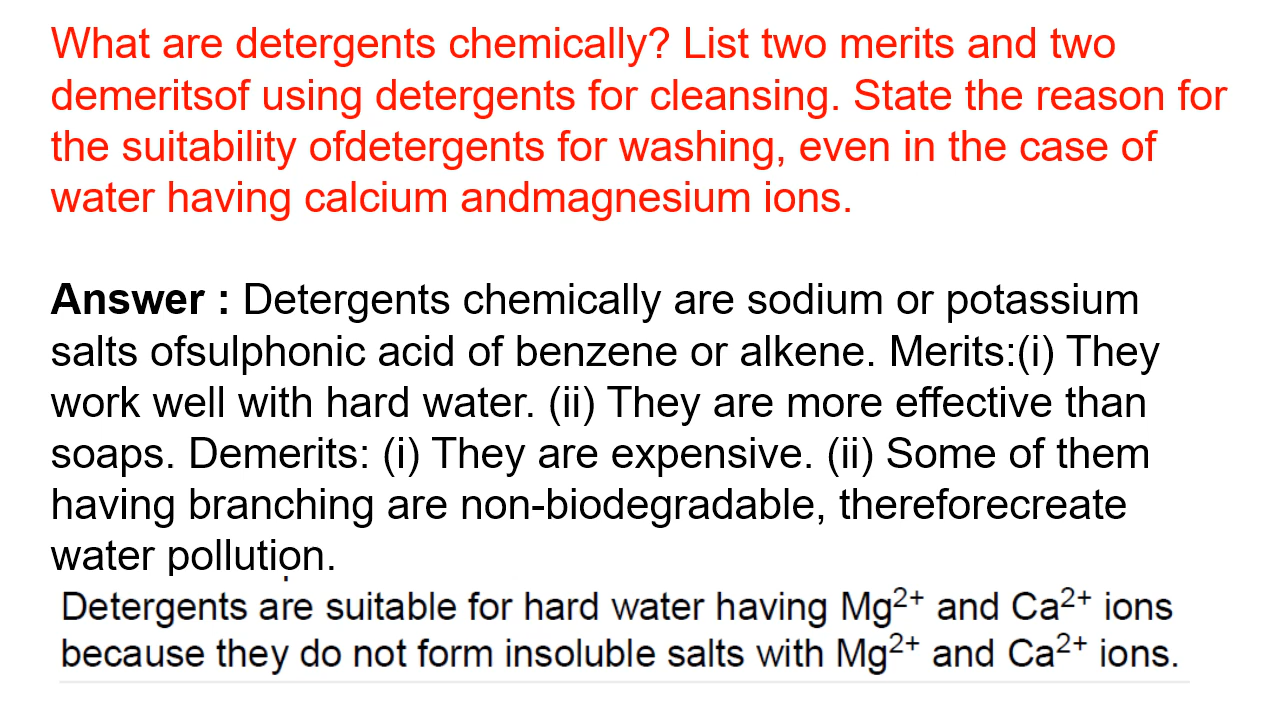 What are detergents chemically? List two merits and two
demeritsof using detergents for cleansing. State the reason for
the suitability ofdetergents for washing, even in the case of
water having calcium andmagnesium ions.
Answer : Detergents chemically are sodium or potassium
salts ofsulphonic acid of benzene or alkene. Merits:(i) They
work well with hard water. (ii) They are more effective than
soaps. Demerits: (i) They are expensive. (ii) Some of them
having branching are non-biodegradable, thereforecreate
water pollution.
Detergents are suitable for hard water having Mg²⁺ and Ca²⁺ ions
because they do not form insoluble salts with Mg²⁺ and Ca²⁺ ions.